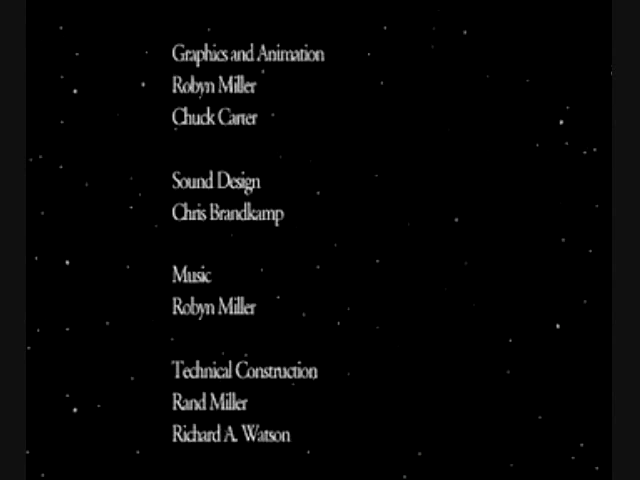 Graphics and Animation
Robyn Miller
Chuck Carter
Sound Design
Chris Brandkamp
Music
Robyn Miller
Technical Construction
Rand Miller
Richard A. Watson